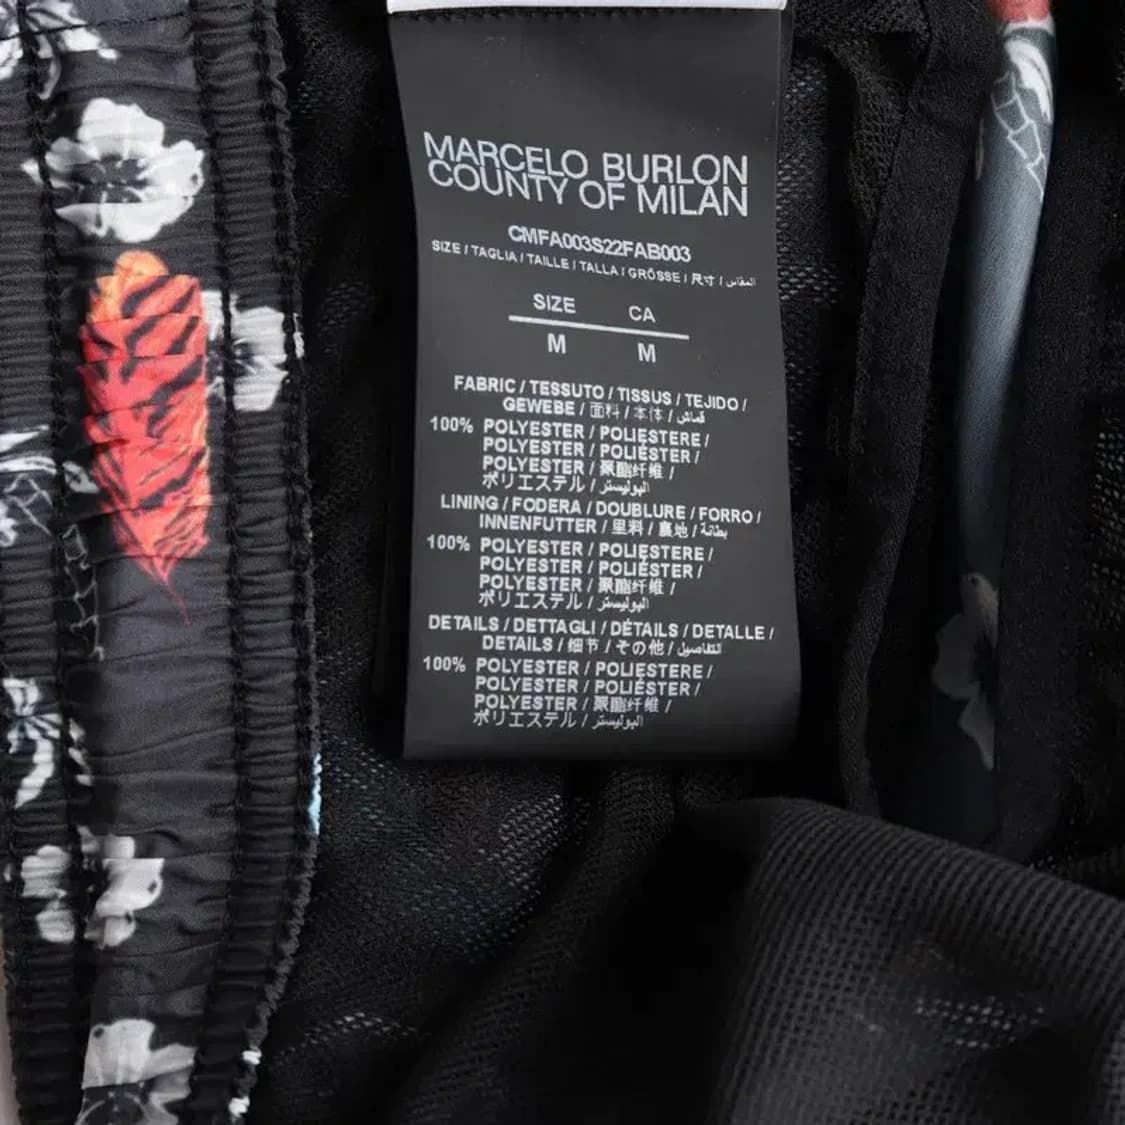 MARCELO BURLON
COUNTY OF MILAN
CMFA003S22FAB003
SIZE / TAGLIA / TAILLE / TALLA / GRÖSSE / 尺寸 / المقاس
SIZE CA
M M
FABRIC / TESSUTO / TISSUS / TEJIDO /
GEWEBE / 面料 / 本体 / قماش
100% POLYESTER / POLIESTERE /
POLYESTER / POLIÉSTER /
POLYESTER / 聚酯纤维 /
ポリエステル / البوليستر
LINING / FODERA / DOUBLURE / FORRO /
INNENFUTTER / 里料 / 裏地 / بطانة
100% POLYESTER / POLIESTERE /
POLYESTER / POLIÉSTER /
POLYESTER / 聚酯纤维 /
ポリエステル / البوليستر
DETAILS / DETTAGLI / DÉTAILS / DETALLE /
DETAILS / 细节 / その他 / التفاصيل
100% POLYESTER / POLIESTERE /
POLYESTER / POLIÉSTER /
POLYESTER / 聚酯纤维 /
ポリエステル / البوليستر